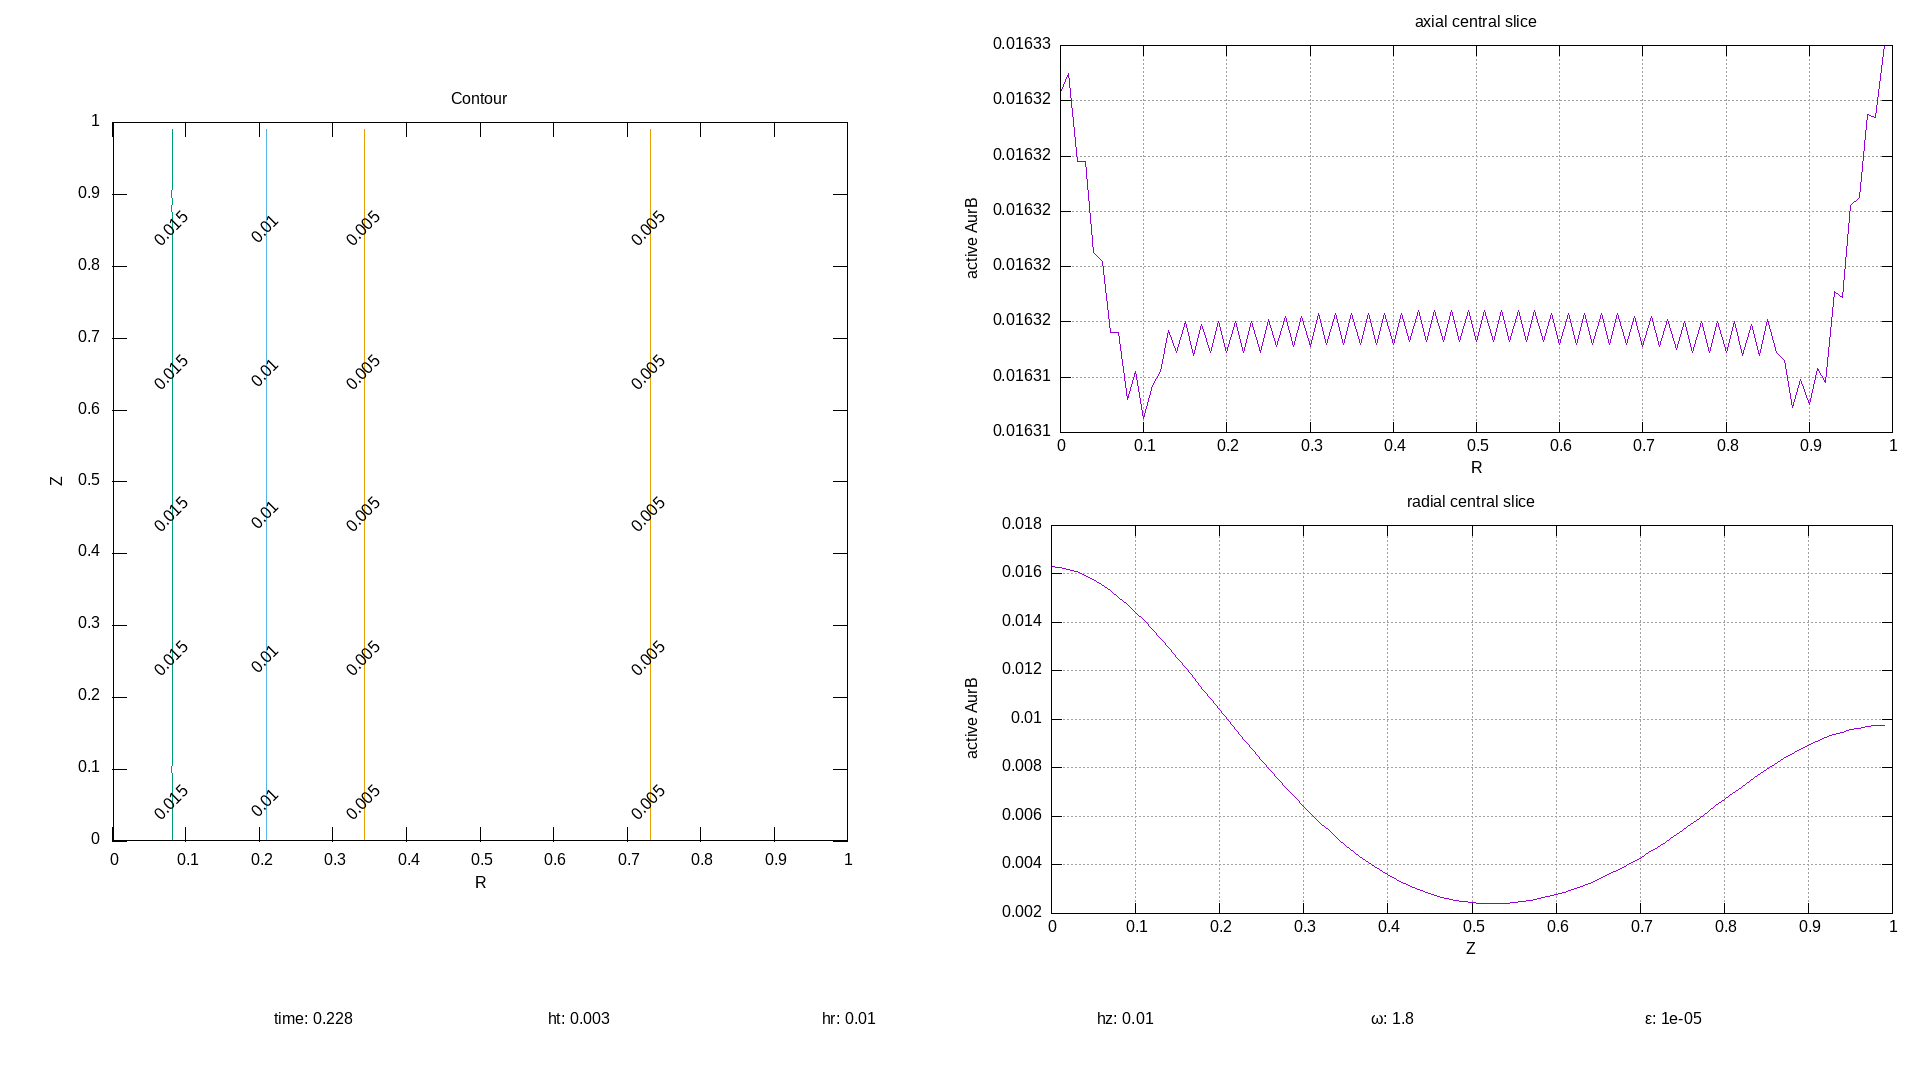 Contour
1
0.9
0.8
0.7
0.6
0.5
0.4
0.3
0.2
0.1
0
Z
0.015 0.01 0.005 0.005
0.015 0.01 0.005 0.005
0.015 0.01 0.005 0.005
0.015 0.01 0.005 0.005
0.015 0.01 0.005 0.005
0 0.1 0.2 0.3 0.4 0.5 0.6 0.7 0.8 0.9 1
R
axial central slice
0.01633
0.01632
0.01632
0.01632
0.01632
0.01632
0.01631
0.01631
active AurB
0 0.1 0.2 0.3 0.4 0.5 0.6 0.7 0.8 0.9 1
R
radial central slice
0.018
0.016
0.014
0.012
0.01
0.008
0.006
0.004
0.002
active AurB
0 0.1 0.2 0.3 0.4 0.5 0.6 0.7 0.8 0.9 1
Z
time: 0.228 ht: 0.003 hr: 0.01 hz: 0.01 ω: 1.8 ε: 1e-05